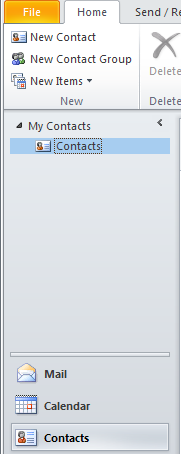 File Home Send / Re
New Contact
New Contact Group
New Items
Delete
New Delete
My Contacts
Contacts
Mail
Calendar
Contacts